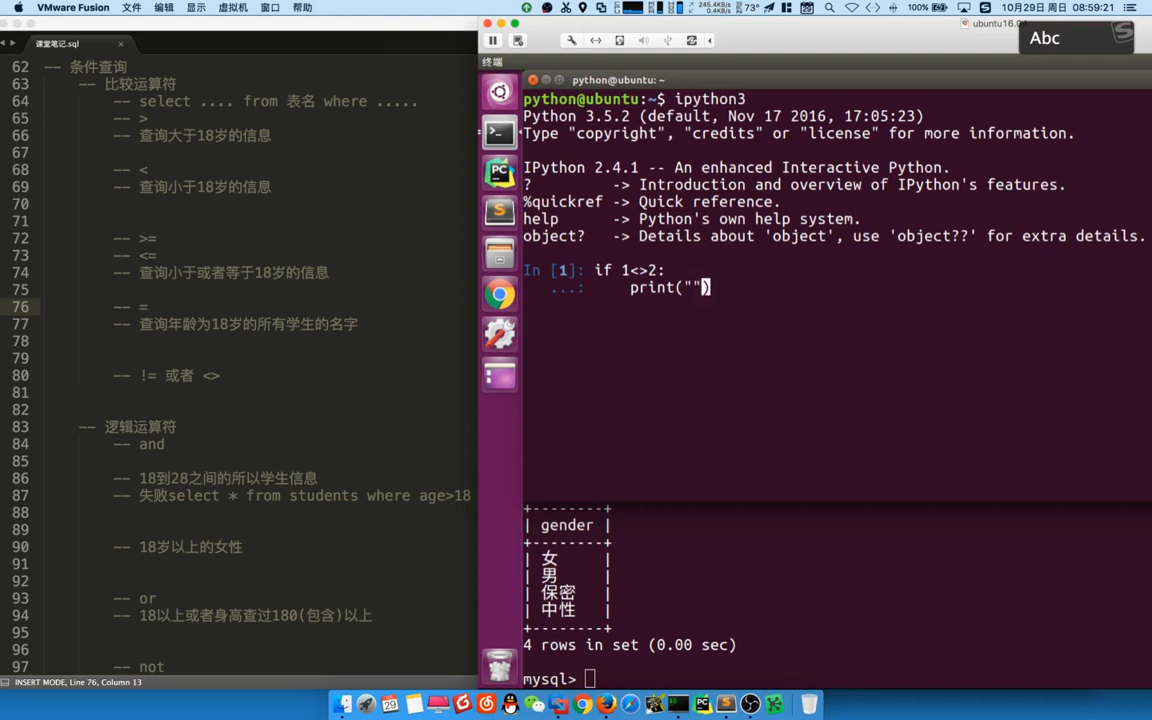 VMware Fusion 文件 编辑 显示 虚拟机 窗口 帮助
245.4KB/s
0.4KB/s
73° 100% 10月29日 周日 08:59:21
课堂笔记.sql ×
62 -- 条件查询
63 -- 比较运算符
64 -- select .... from 表名 where .....
65 -- >
66 -- 查询大于18岁的信息
67
68 -- <
69 -- 查询小于18岁的信息
70
71
72 -- >=
73 -- <=
74 -- 查询小于或者等于18岁的信息
75
76 -- =
77 -- 查询年龄为18岁的所有学生的名字
78
79
80 -- != 或者 <>
81
82
83 -- 逻辑运算符
84 -- and
85
86 -- 18到28之间的所以学生信息
87 -- 失败select * from students where age>18
88
89
90 -- 18岁以上的女性
91
92
93 -- or
94 -- 18以上或者身高查过180(包含)以上
95
96
97 -- not
INSERT MODE, Line 76, Column 13
ubuntu16.0
Abc
终端
python@ubuntu: ~
python@ubuntu:~$ ipython3
Python 3.5.2 (default, Nov 17 2016, 17:05:23)
Type "copyright", "credits" or "license" for more information.
IPython 2.4.1 -- An enhanced Interactive Python.
? -> Introduction and overview of IPython's features.
%quickref -> Quick reference.
help -> Python's own help system.
object? -> Details about 'object', use 'object??' for extra details.
In [1]: if 1<>2:
...: print("")
+--------+
| gender |
+--------+
| 女 |
| 男 |
| 保密 |
| 中性 |
+--------+
4 rows in set (0.00 sec)
mysql>